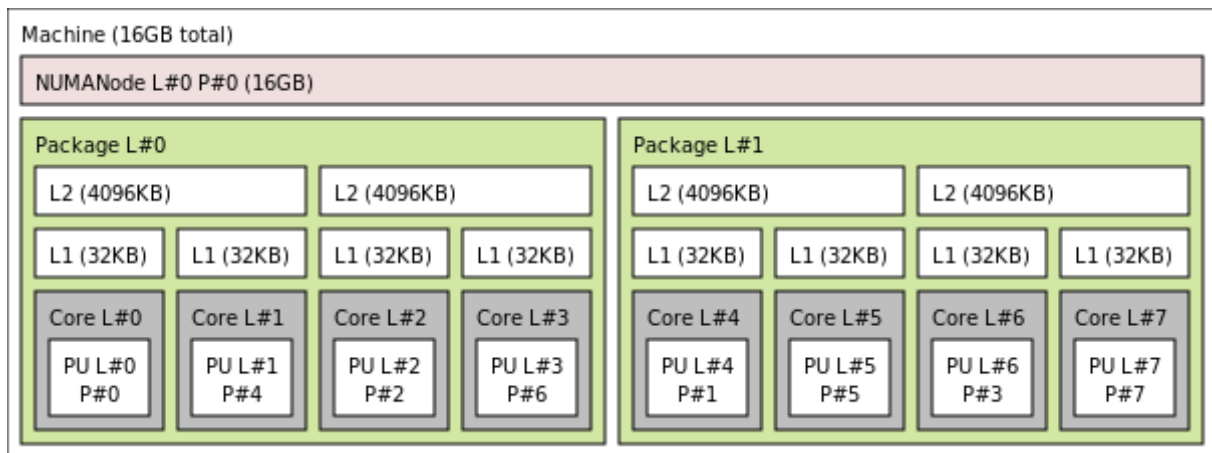 Machine (16GB total)
NUMANode L#0 P#0 (16GB)
Package L#0
L2 (4096KB)
L2 (4096KB)
L1 (32KB)
L1 (32KB)
L1 (32KB)
L1 (32KB)
Core L#0
PU L#0
P#0
Core L#1
PU L#1
P#4
Core L#2
PU L#2
P#2
Core L#3
PU L#3
P#6
Package L#1
L2 (4096KB)
L2 (4096KB)
L1 (32KB)
L1 (32KB)
L1 (32KB)
L1 (32KB)
Core L#4
PU L#4
P#1
Core L#5
PU L#5
P#5
Core L#6
PU L#6
P#3
Core L#7
PU L#7
P#7